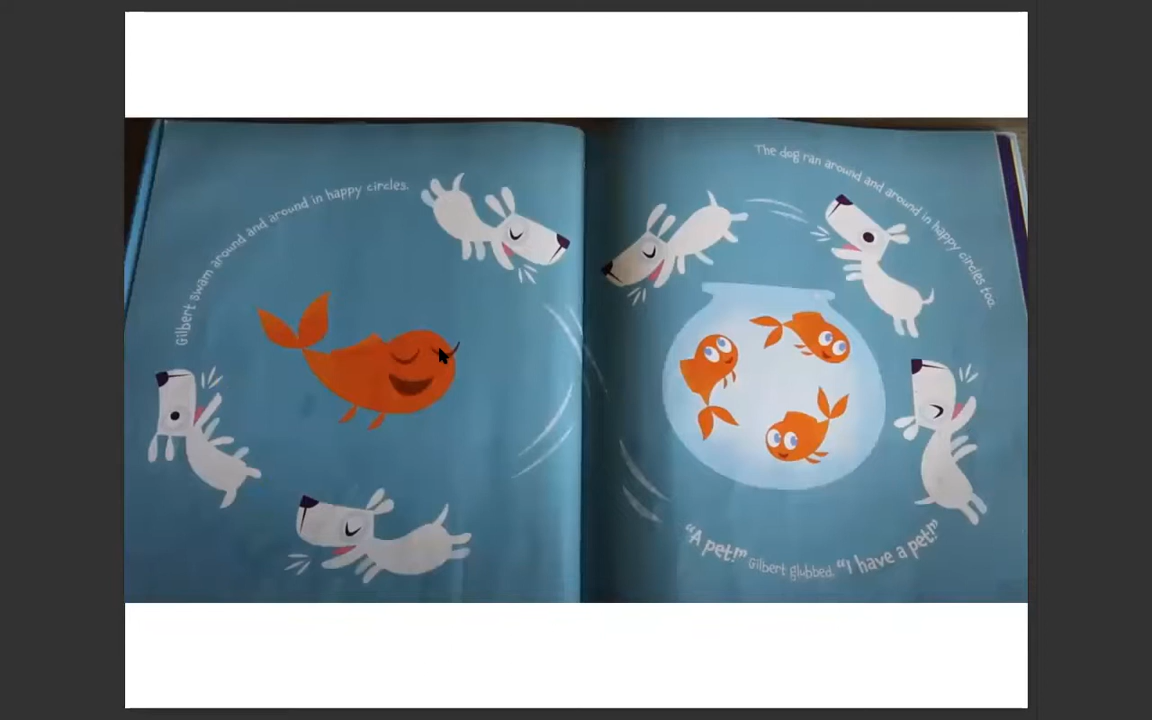 Gilbert swam around and around in happy circles.
The dog ran around and around in happy circles too.
"A pet!" Gilbert glubbed. "I have a pet!"